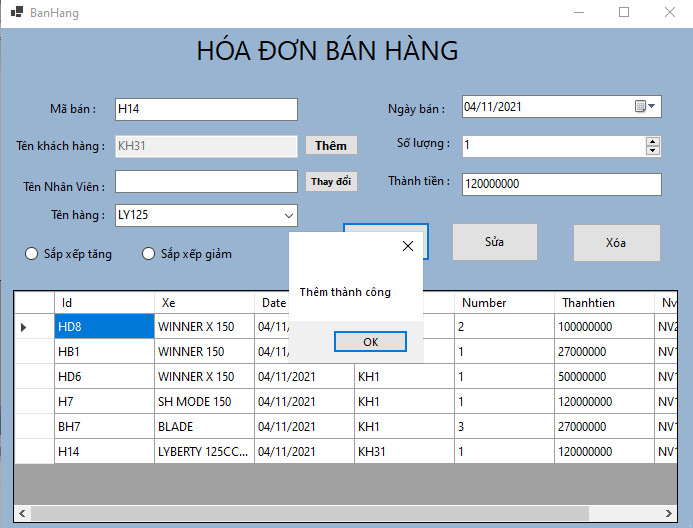 BanHang
HÓA ĐƠN BÁN HÀNG
Mã bán : H14 Ngày bán : 04/11/2021
Tên khách hàng : KH31 Thêm Số lượng : 1
Tên Nhân Viên : Thay đổi Thành tiền : 120000000
Tên hàng : LY125
Sắp xếp tăng Sắp xếp giảm Sửa Xóa
Thêm thành công
OK
Id Xe Date Number Thanhtien Nv
HD8 WINNER X 150 04/11/ 2 100000000 NV2
HB1 WINNER 150 04/11/ 1 27000000 NV1
HD6 WINNER X 150 04/11/2021 KH1 1 50000000 NV1
H7 SH MODE 150 04/11/2021 KH1 1 120000000 NV1
BH7 BLADE 04/11/2021 KH1 3 27000000 NV1
H14 LYBERTY 125CC... 04/11/2021 KH31 1 120000000 NV1